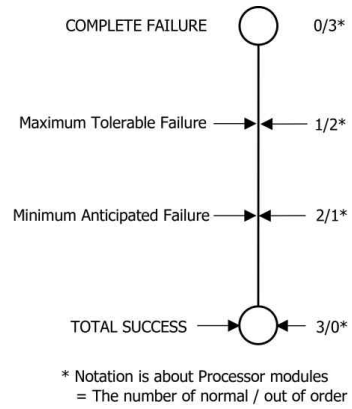 COMPLETE FAILURE 0/3*
Maximum Tolerable Failure 1/2*
Minimum Anticipated Failure 2/1*
TOTAL SUCCESS 3/0*
* Notation is about Processor modules
= The number of normal / out of order